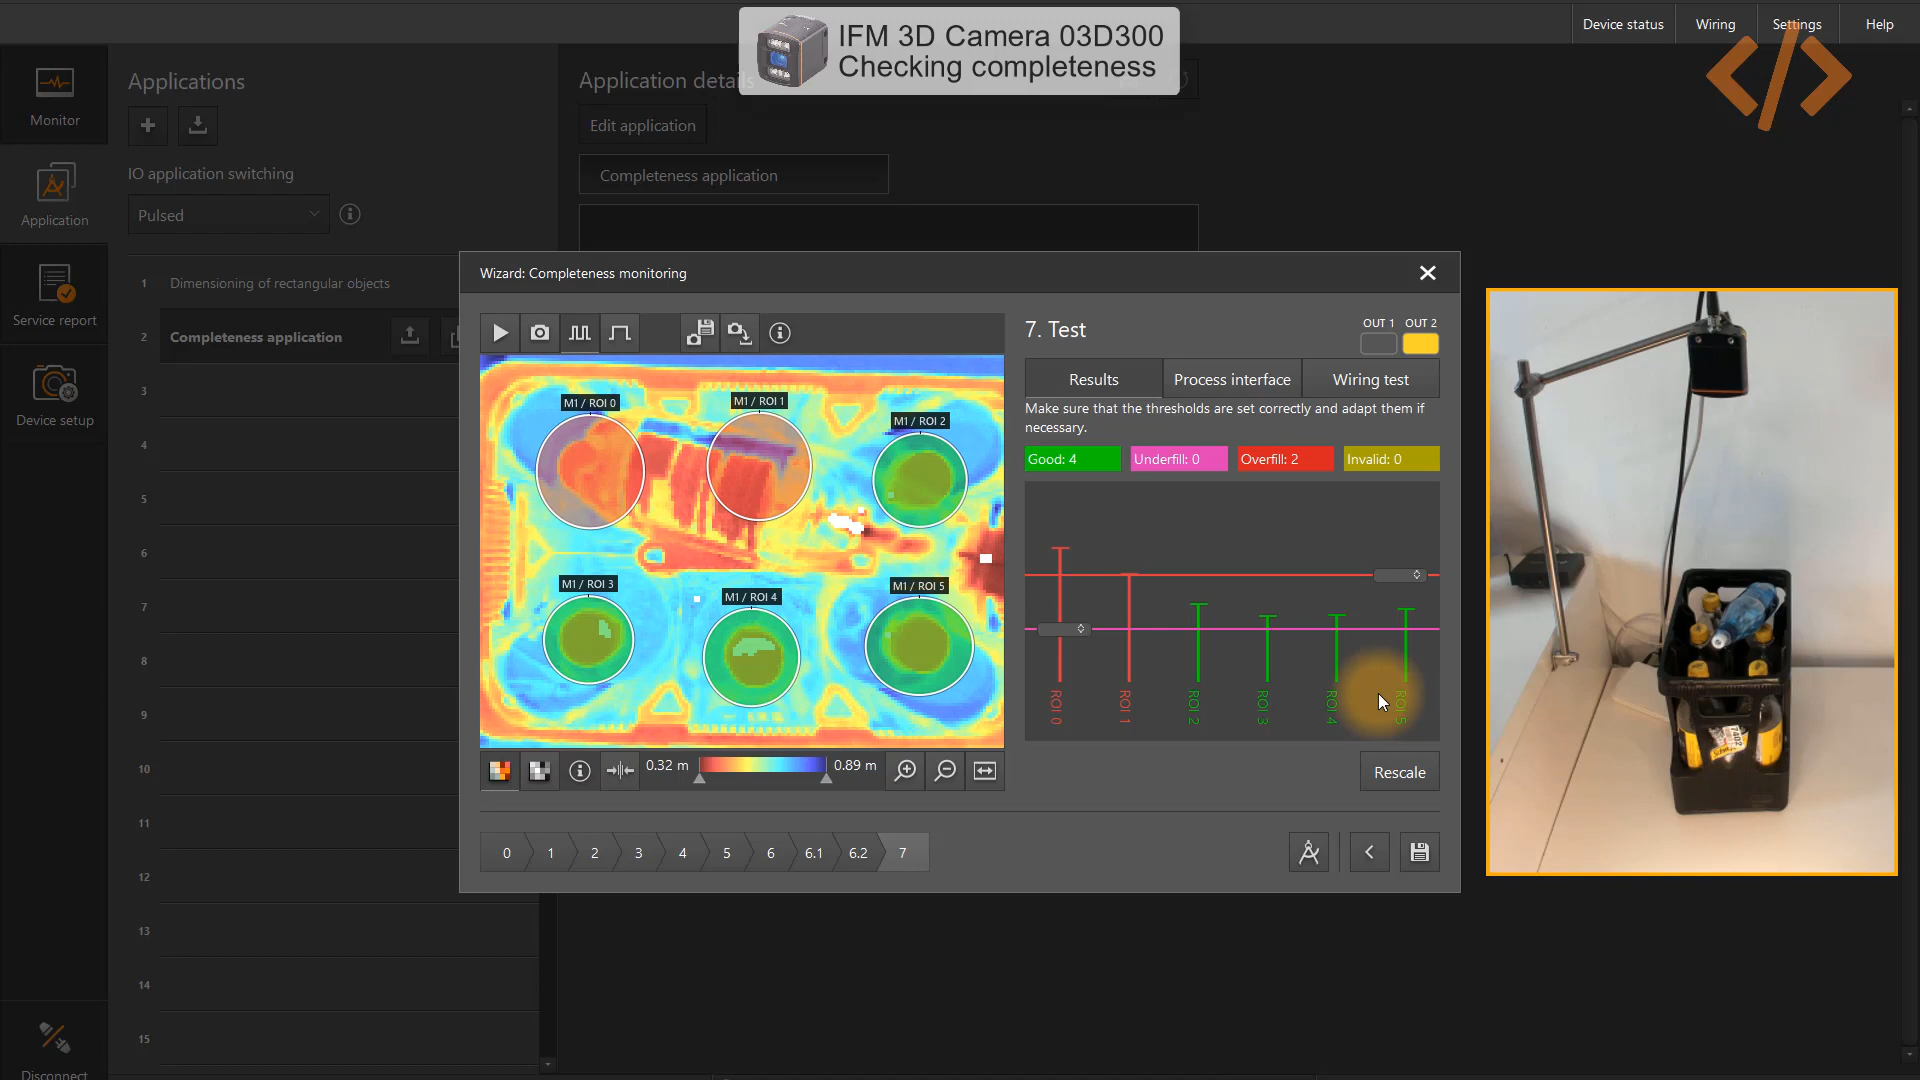 IFM 3D Camera 03D300
Checking completeness
Device status
Wiring
Settings
Help
Monitor
Application
Service report
Device setup
Disconnect
Applications
IO application switching
Pulsed
1 Dimensioning of rectangular objects
2 Completeness application
3
4
5
6
7
8
9
10
11
12
13
14
15
Application details
Edit application
Completeness application
Wizard: Completeness monitoring
M1 / ROI 0
M1 / ROI 1
M1 / ROI 2
M1 / ROI 3
M1 / ROI 4
M1 / ROI 5
0.32 m
0.89 m
7. Test
OUT 1 OUT 2
Results
Process interface
Wiring test
Make sure that the thresholds are set correctly and adapt them if
necessary.
Good: 4
Underfill: 0
Overfill: 2
Invalid: 0
ROI 0
ROI 1
ROI 2
ROI 3
ROI 4
ROI 5
Rescale
0 1 2 3 4 5 6 6.1 6.2 7